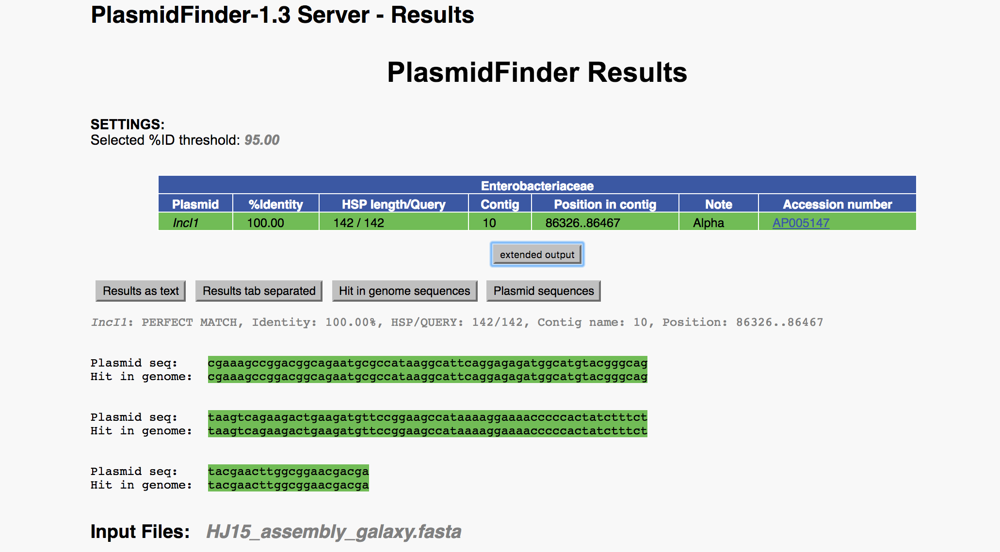 PlasmidFinder-1.3 Server - Results
PlasmidFinder Results
SETTINGS:
Selected %ID threshold: 95.00
Enterobacteriaceae
Plasmid %Identity HSP length/Query Contig Position in contig Note Accession number
IncI1 100.00 142 / 142 10 86326..86467 Alpha AP005147
extended output
Results as text Results tab separated Hit in genome sequences Plasmid sequences
IncI1: PERFECT MATCH, Identity: 100.00%, HSP/QUERY: 142/142, Contig name: 10, Position: 86326..86467
Plasmid seq: cgaaagccggacggcagaatgcgccataaggcattcaggagagatggcatgtacgggcag
Hit in genome: cgaaagccggacggcagaatgcgccataaggcattcaggagagatggcatgtacgggcag
Plasmid seq: taagtcagaagactgaagatgttccggaagccataaaaggaaaacccccactatctttct
Hit in genome: taagtcagaagactgaagatgttccggaagccataaaaggaaaacccccactatctttct
Plasmid seq: tacgaacttggcggaacgacga
Hit in genome: tacgaacttggcggaacgacga
Input Files: HJ15_assembly_galaxy.fasta